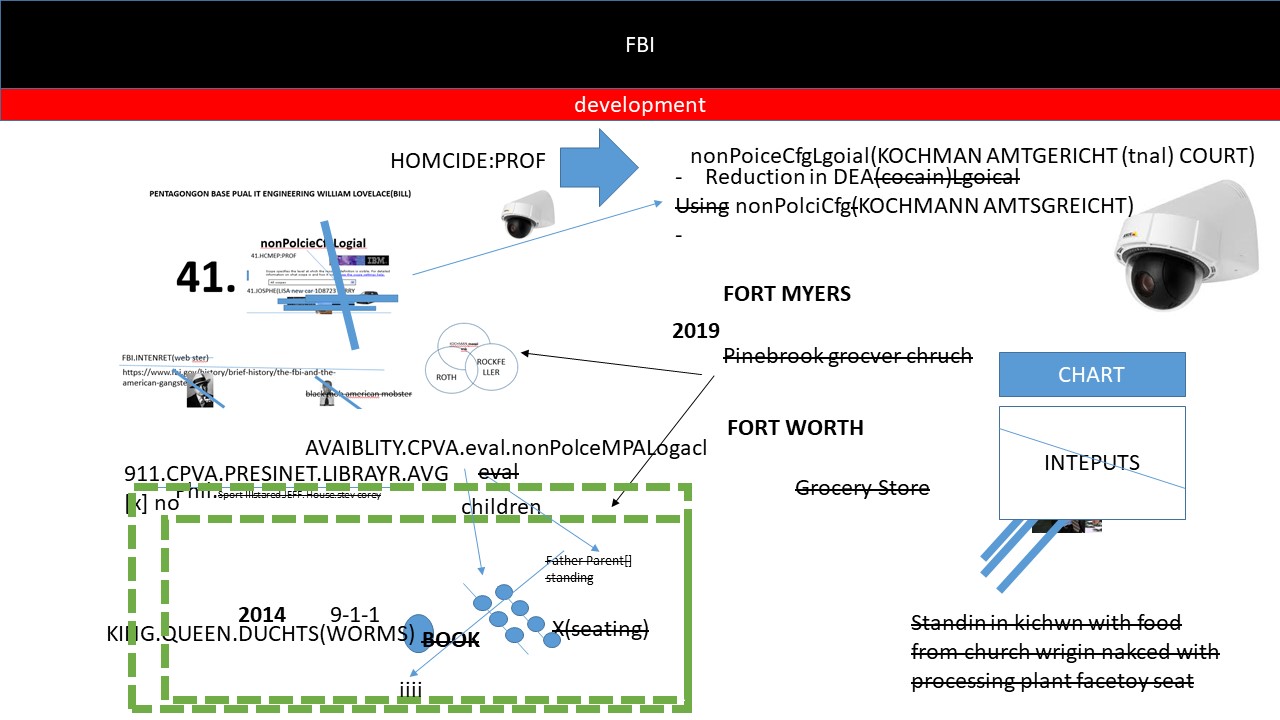 FBI
development
HOMCIDE:PROF
nonPoiceCfgLgoial(KOCHMAN AMTGERICHT (tnal) COURT)
- Reduction in DEA(cocain)Lgoical
Using nonPolciCfg(KOCHMANN AMTSGREICHT)
-
PENTAGONGON BASE PUAL IT ENGINEERING WILLIAM LOVELACE(BILL)
nonPolcieCfgLogial
41.HCMEP:PROF
IBM
41.
41.JOSPHE(LISA new car 1D8723
AXIS
FORT MYERS
2019
Pinebrook grocver chruch
FBI.INTENRET(web ster)
https://www.fbi.gov/history/brief-history/the-fbi-and-the-
american-gangste
black mob american mobster
ROCKFE
LLER
ROTH
CHART
INTEPUTS
FORT WORTH
Grocery Store
AVAIBLITY.CPVA.eval.nonPolceMPALogacl
911.CPVA.PRESINET.LIBRAYR.AVG
eval
[x] no
Sport Illstared JEFF. House.stev corey
children
Father Parent[]
standing
2014
9-1-1
KING.QUEEN.DUCHTS(WORMS)
BOOK
X(seating)
iiii
Standin in kichwn with food
from church wrigin nakced with
processing plant facetoy seat